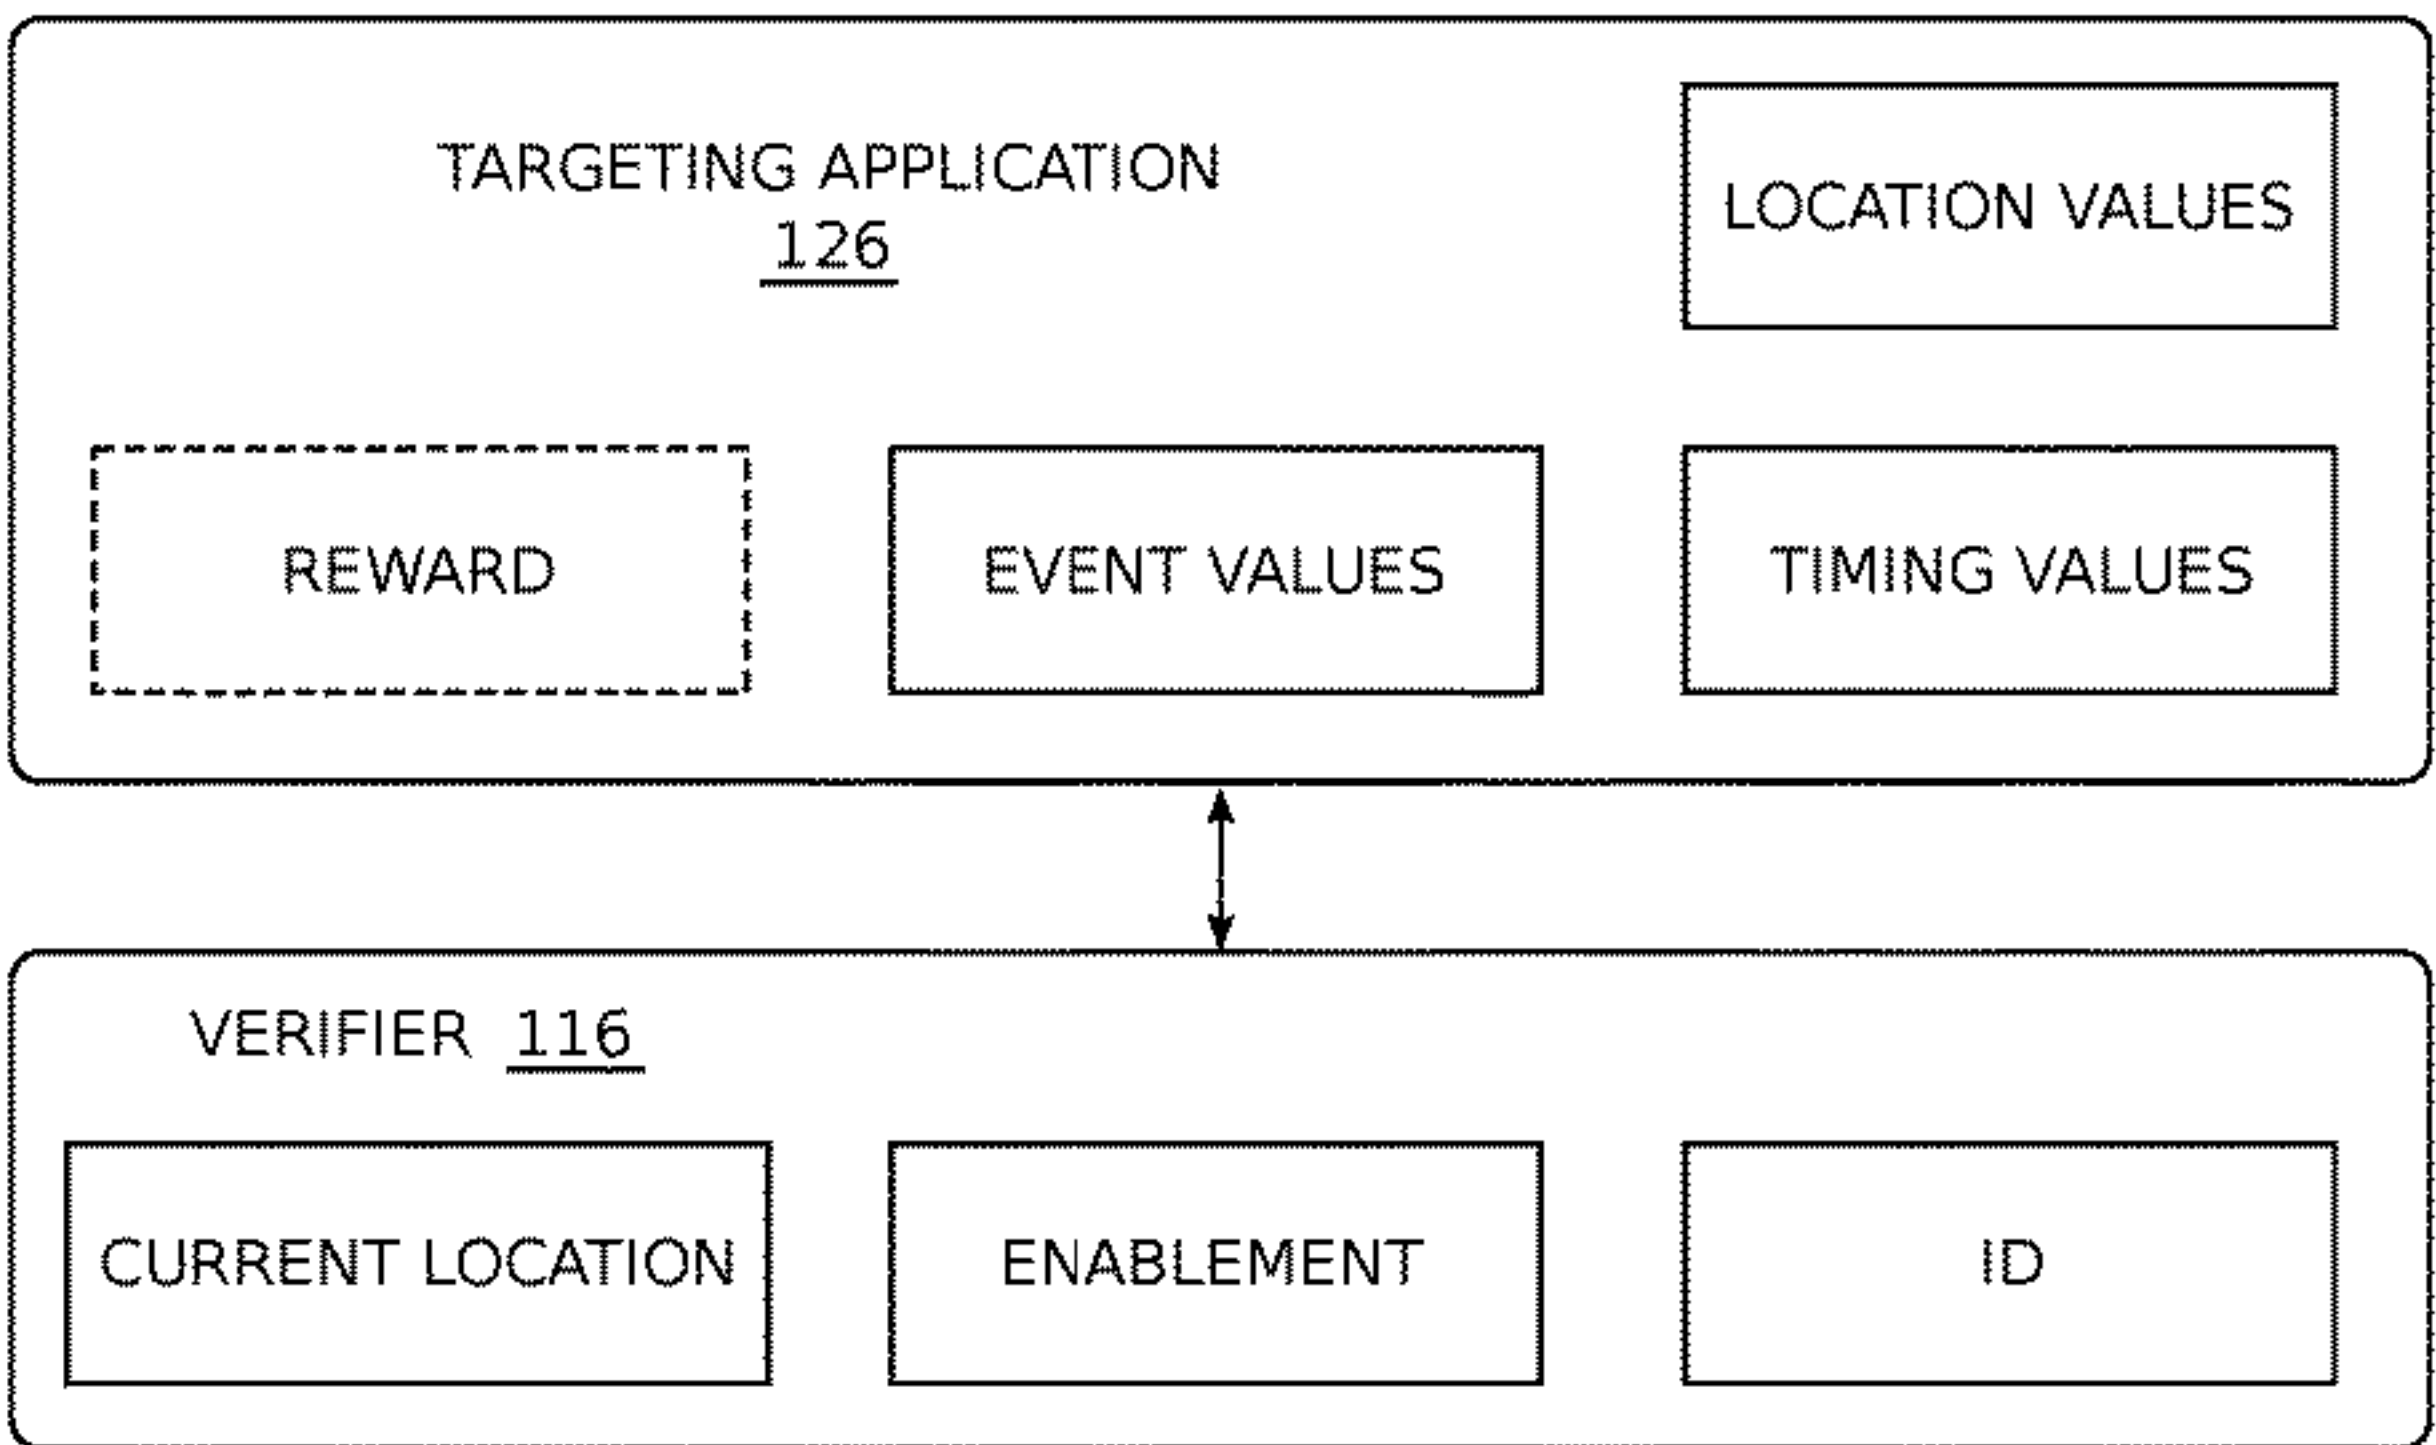 TARGETING APPLICATION
126
LOCATION VALUES
REWARD
EVENT VALUES
TIMING VALUES
VERIFIER 116
CURRENT LOCATION
ENABLEMENT
ID